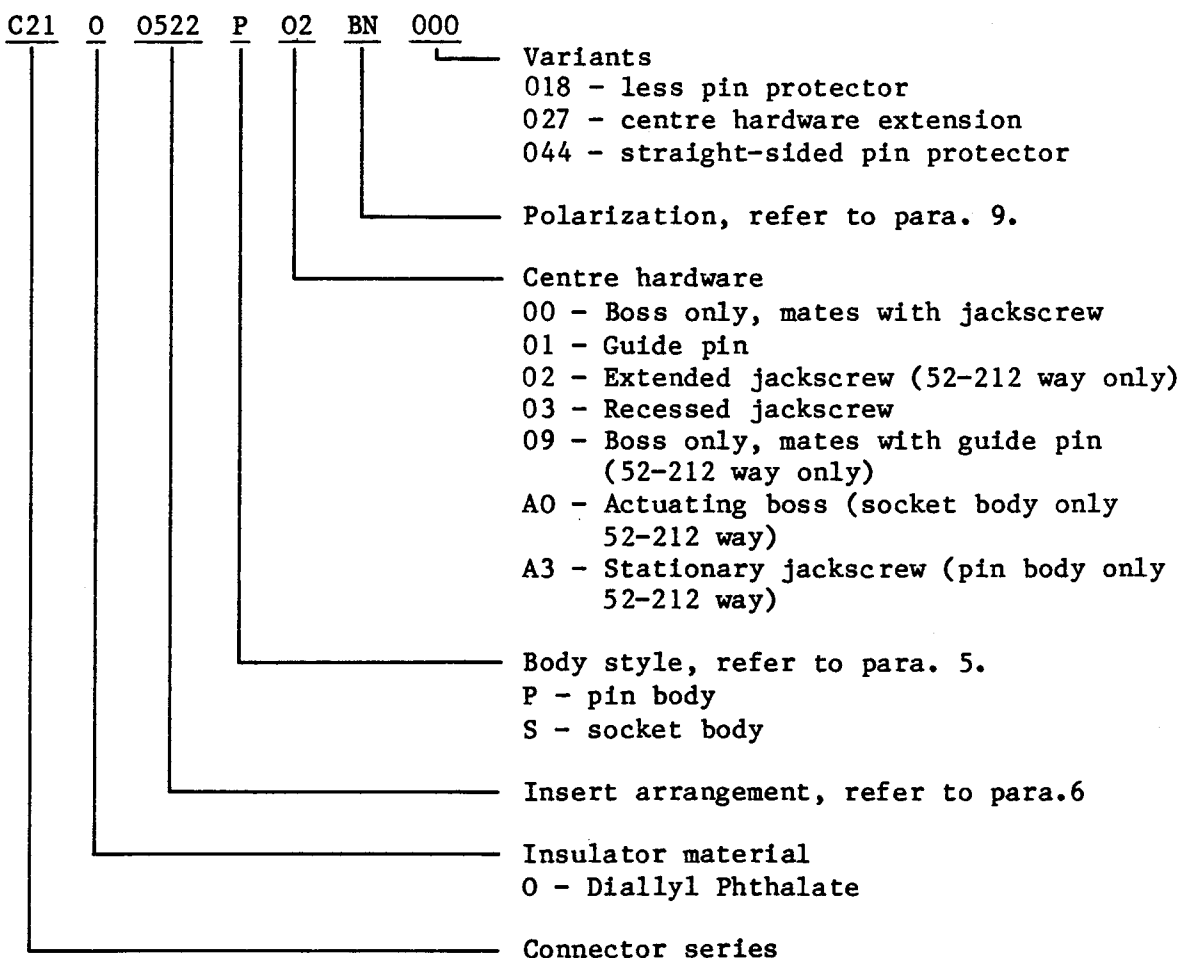 C21 0 0522 P 02 BN 000
Variants
018 - less pin protector
027 - centre hardware extension
044 - straight-sided pin protector
Polarization, refer to para. 9.
Centre hardware
00 - Boss only, mates with jackscrew
01 - Guide pin
02 - Extended jackscrew (52-212 way only)
03 - Recessed jackscrew
09 - Boss only, mates with guide pin
(52-212 way only)
A0 - Actuating boss (socket body only
52-212 way)
A3 - Stationary jackscrew (pin body only
52-212 way)
Body style, refer to para. 5.
P - pin body
S - socket body
Insert arrangement, refer to para.6
Insulator material
0 - Diallyl Phthalate
Connector series